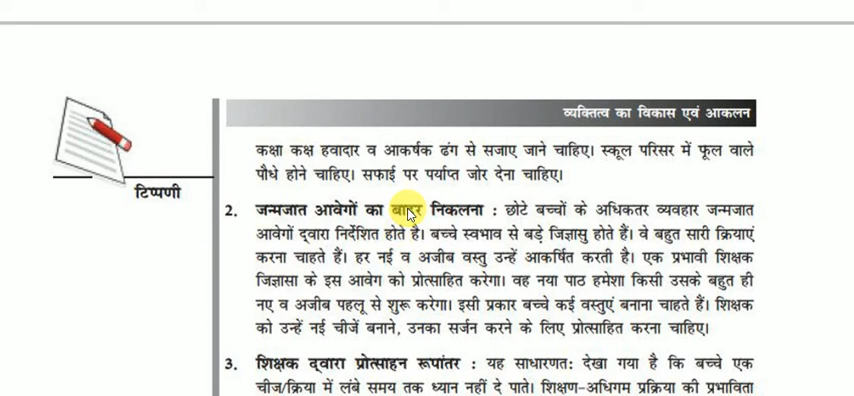 व्यक्तित्व का विकास एवं आकलन
कक्षा कक्ष हवादार व आकर्षक ढंग से सजाए जाने चाहिए। स्कूल परिसर में फूल वाले
पौधे होने चाहिए। सफाई पर पर्याप्त जोर देना चाहिए।
टिप्पणी
2. जन्मजात आवेगों का बाहर निकलना : छोटे बच्चों के अधिकतर व्यवहार जन्मजात
आवेगों द्वारा निर्देशित होते है। बच्चे स्वभाव से बड़े जिज्ञासु होते हैं। वे बहुत सारी क्रियाएं
करना चाहते हैं। हर नई व अजीब वस्तु उन्हें आकर्षित करती है। एक प्रभावी शिक्षक
जिज्ञासा के इस आवेग को प्रोत्साहित करेगा। वह नया पाठ हमेशा किसी उसके बहुत ही
नए व अजीब पहलू से शुरू करेगा। इसी प्रकार बच्चे कई वस्तुएं बनाना चाहते हैं। शिक्षक
को उन्हें नई चीजें बनाने, उनका सर्जन करने के लिए प्रोत्साहित करना चाहिए।
3. शिक्षक द्वारा प्रोत्साहन रूपांतर : यह साधारणत: देखा गया है कि बच्चे एक
चीज/क्रिया में लंबे समय तक ध्यान नहीं दे पाते। शिक्षण-अधिगम प्रक्रिया की प्रभाविता